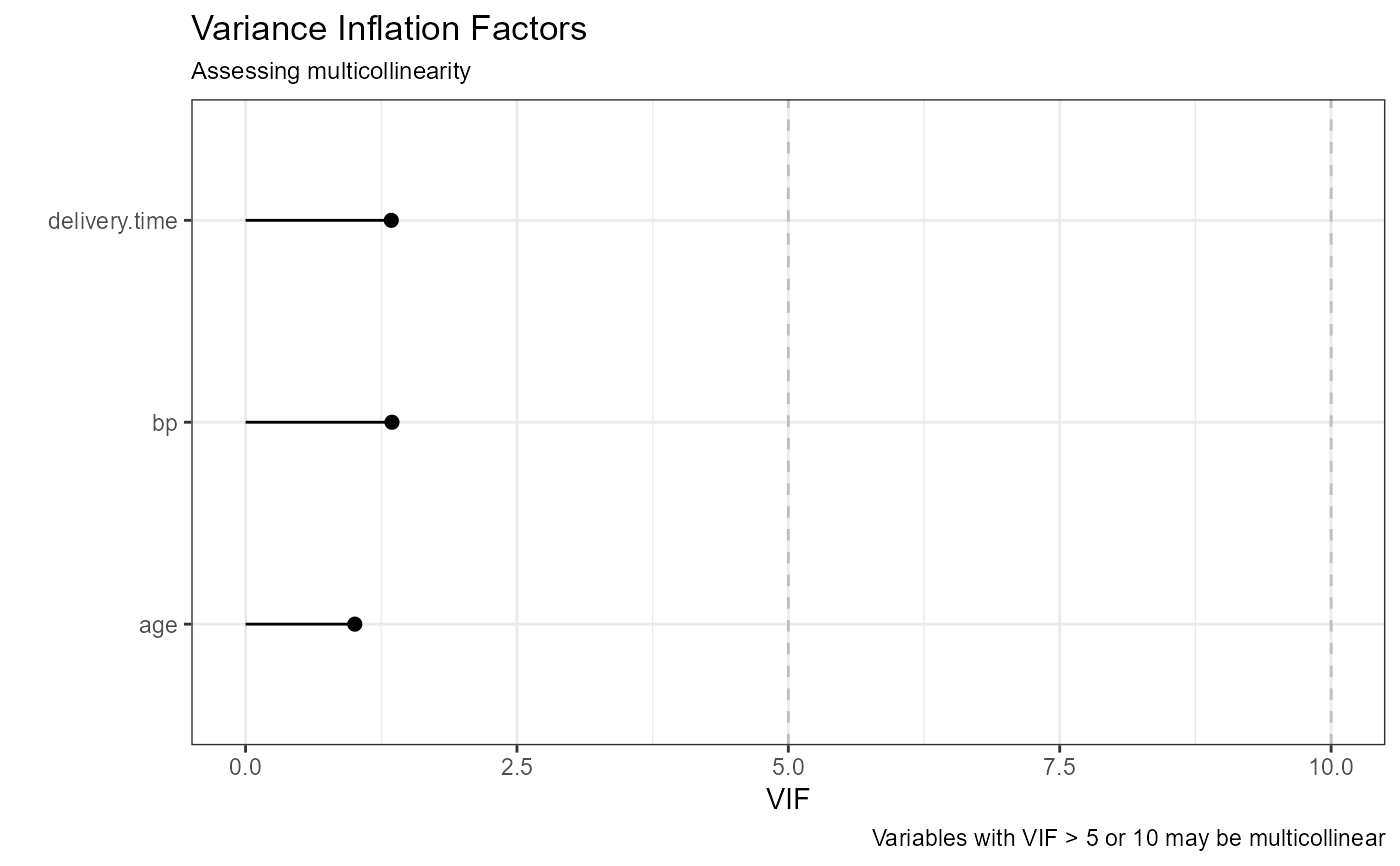 Variance Inflation Factors
Assessing multicollinearity
delivery.time
bp
age
0.0 2.5 5.0 7.5 10.0
VIF
Variables with VIF > 5 or 10 may be multicollinear